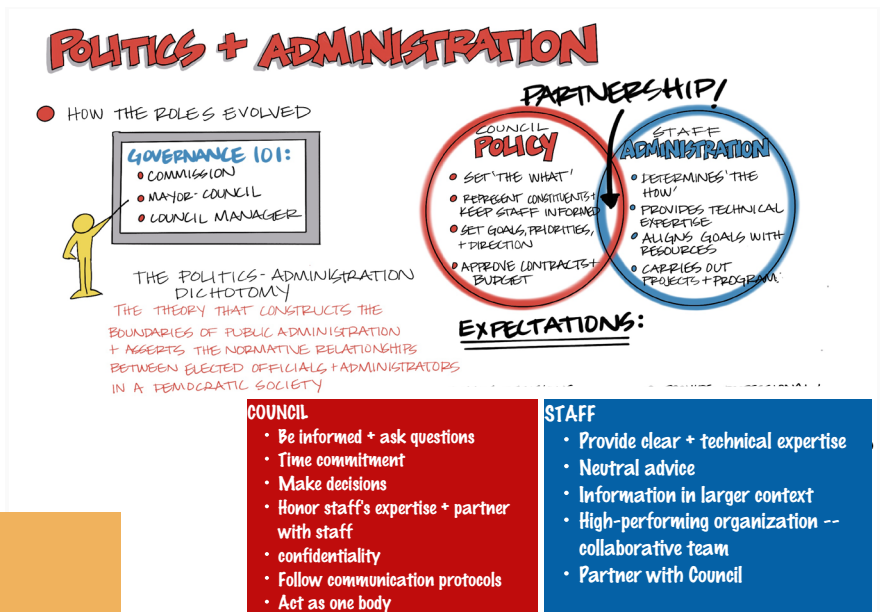 POLITICS + ADMINISTRATION
HOW THE ROLES EVOLVED
GOVERNANCE 101:
• COMMISSION
• MAYOR-COUNCIL
• COUNCIL MANAGER
THE POLITICS-ADMINISTRATION
DICHOTOMY
THE THEORY THAT CONSTRUCTS THE
BOUNDARIES OF PUBLIC ADMINISTRATION
+ ASSERTS THE NORMATIVE RELATIONSHIPS
BETWEEN ELECTED OFFICIALS + ADMINISTRATORS
IN A DEMOCRATIC SOCIETY
PARTNERSHIP!
COUNCIL
POLICY
• SET 'THE WHAT'
• REPRESENT CONSTITUENTS +
KEEP STAFF INFORMED
• SET GOALS, PRIORITIES,
+ DIRECTION
• APPROVE CONTRACTS +
BUDGET
STAFF
ADMINISTRATION
• DETERMINES 'THE
HOW'
• PROVIDES TECHNICAL
EXPERTISE
• ALIGNS GOALS WITH
RESOURCES
• CARRIES OUT
PROJECTS + PROGRAM
EXPECTATIONS:
COUNCIL
• Be informed + ask questions
• Time commitment
• Make decisions
• Honor staff's expertise + partner
with staff
• confidentiality
• Follow communication protocols
• Act as one body
STAFF
• Provide clear + technical expertise
• Neutral advice
• Information in larger context
• High-performing organization --
collaborative team
• Partner with Council